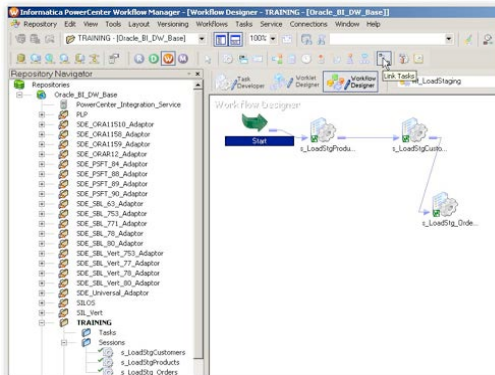 Informatica PowerCenter Workflow Manager - [Workflow Designer - TRAINING - [Oracle_BI_DW_Base]]
Repository Edit View Tools Layout Versioning Workflows Tasks Service Connections Window Help
TRAINING - [Oracle_BI_DW_Base] 100%
Repository Navigator
Task Developer
Worklet Designer
Workflow Designer
Link Tasks
_LoadStaging
Repositories
Oracle_BI_DW_Base
PowerCenter_Integration_Service
PLP
SDE_ORA11510_Adaptor
SDE_ORA1158_Adaptor
SDE_ORA1159_Adaptor
SDE_ORAR12_Adaptor
SDE_PSFT_84_Adaptor
SDE_PSFT_88_Adaptor
SDE_PSFT_89_Adaptor
SDE_PSFT_90_Adaptor
SDE_SBL_63_Adaptor
SDE_SBL_753_Adaptor
SDE_SBL_771_Adaptor
SDE_SBL_78_Adaptor
SDE_SBL_80_Adaptor
SDE_SBL_Vert_753_Adaptor
SDE_SBL_Vert_77_Adaptor
SDE_SBL_Vert_78_Adaptor
SDE_SBL_Vert_80_Adaptor
SDE_Universal_Adaptor
SILOS
SIL_Vert
TRAINING
Tasks
Sessions
s_LoadStgCustomers
s_LoadStgProducts
s_LoadStg_Orders
Workflow Designer
Start
s_LoadStgProdu...
s_LoadStgCusto...
s_LoadStg_Orde...